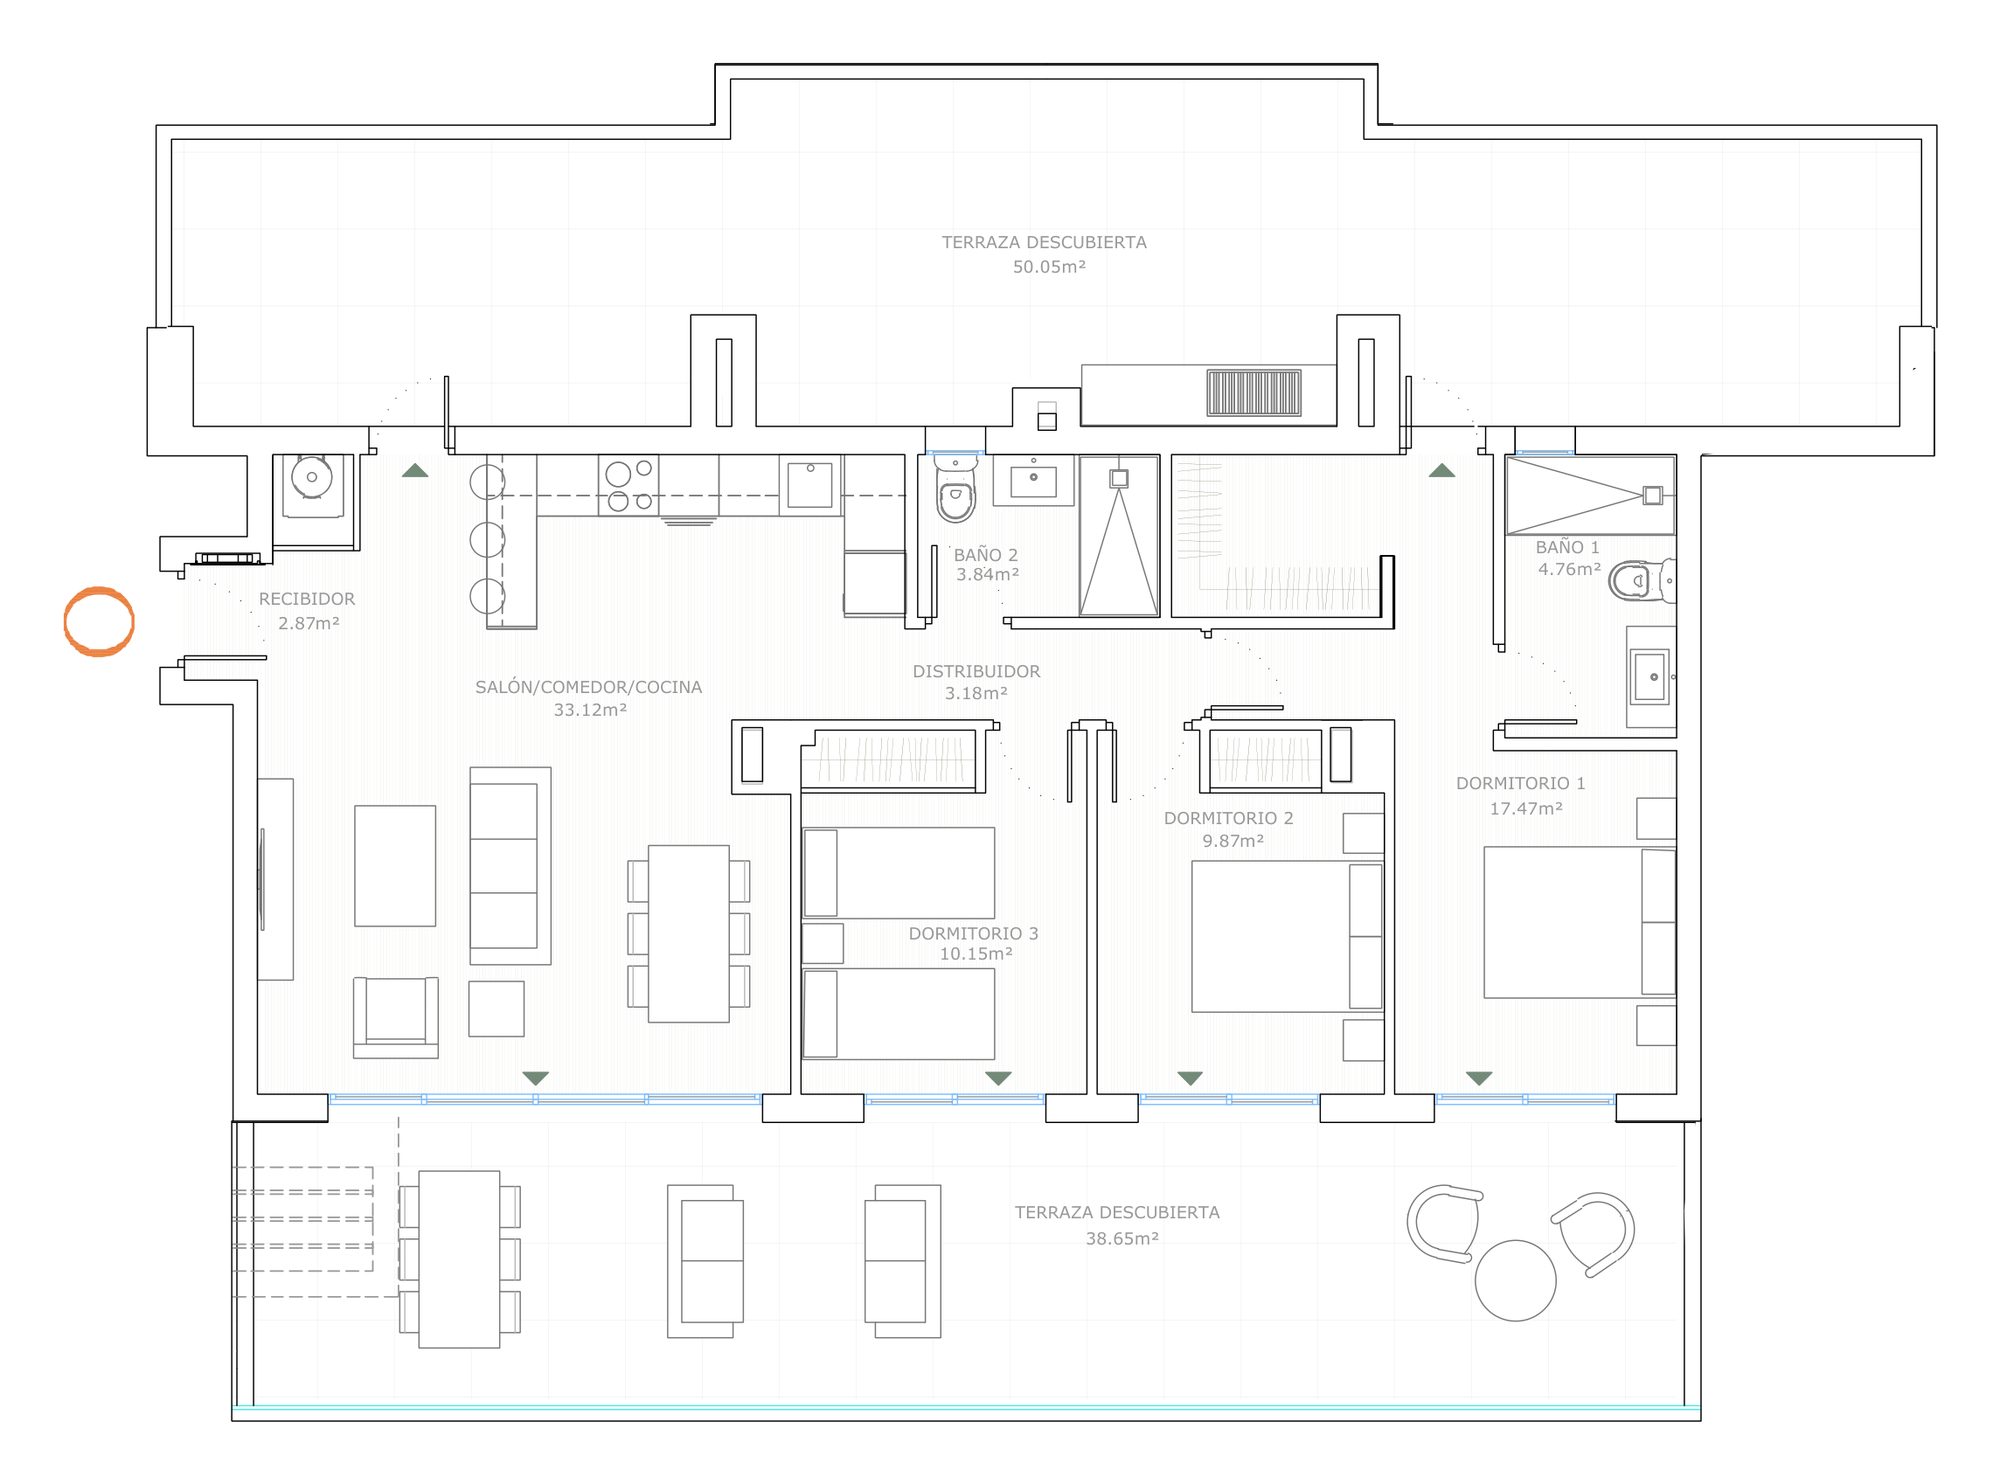 TERRAZA DESCUBIERTA
50.05m²
BAÑO 2
3.84m²
BAÑO 1
4.76m²
RECIBIDOR
2.87m²
DISTRIBUIDOR
3.18m²
SALÓN/COMEDOR/COCINA
33.12m²
DORMITORIO 1
17.47m²
DORMITORIO 2
9.87m²
DORMITORIO 3
10.15m²
TERRAZA DESCUBIERTA
38.65m²